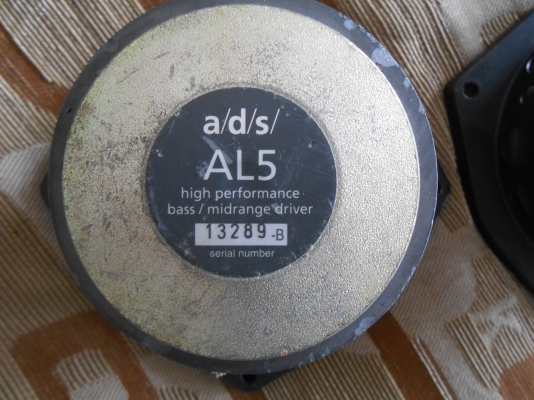 a/d/s/
AL5
high performance
bass / midrange driver
13289 -B
serial number